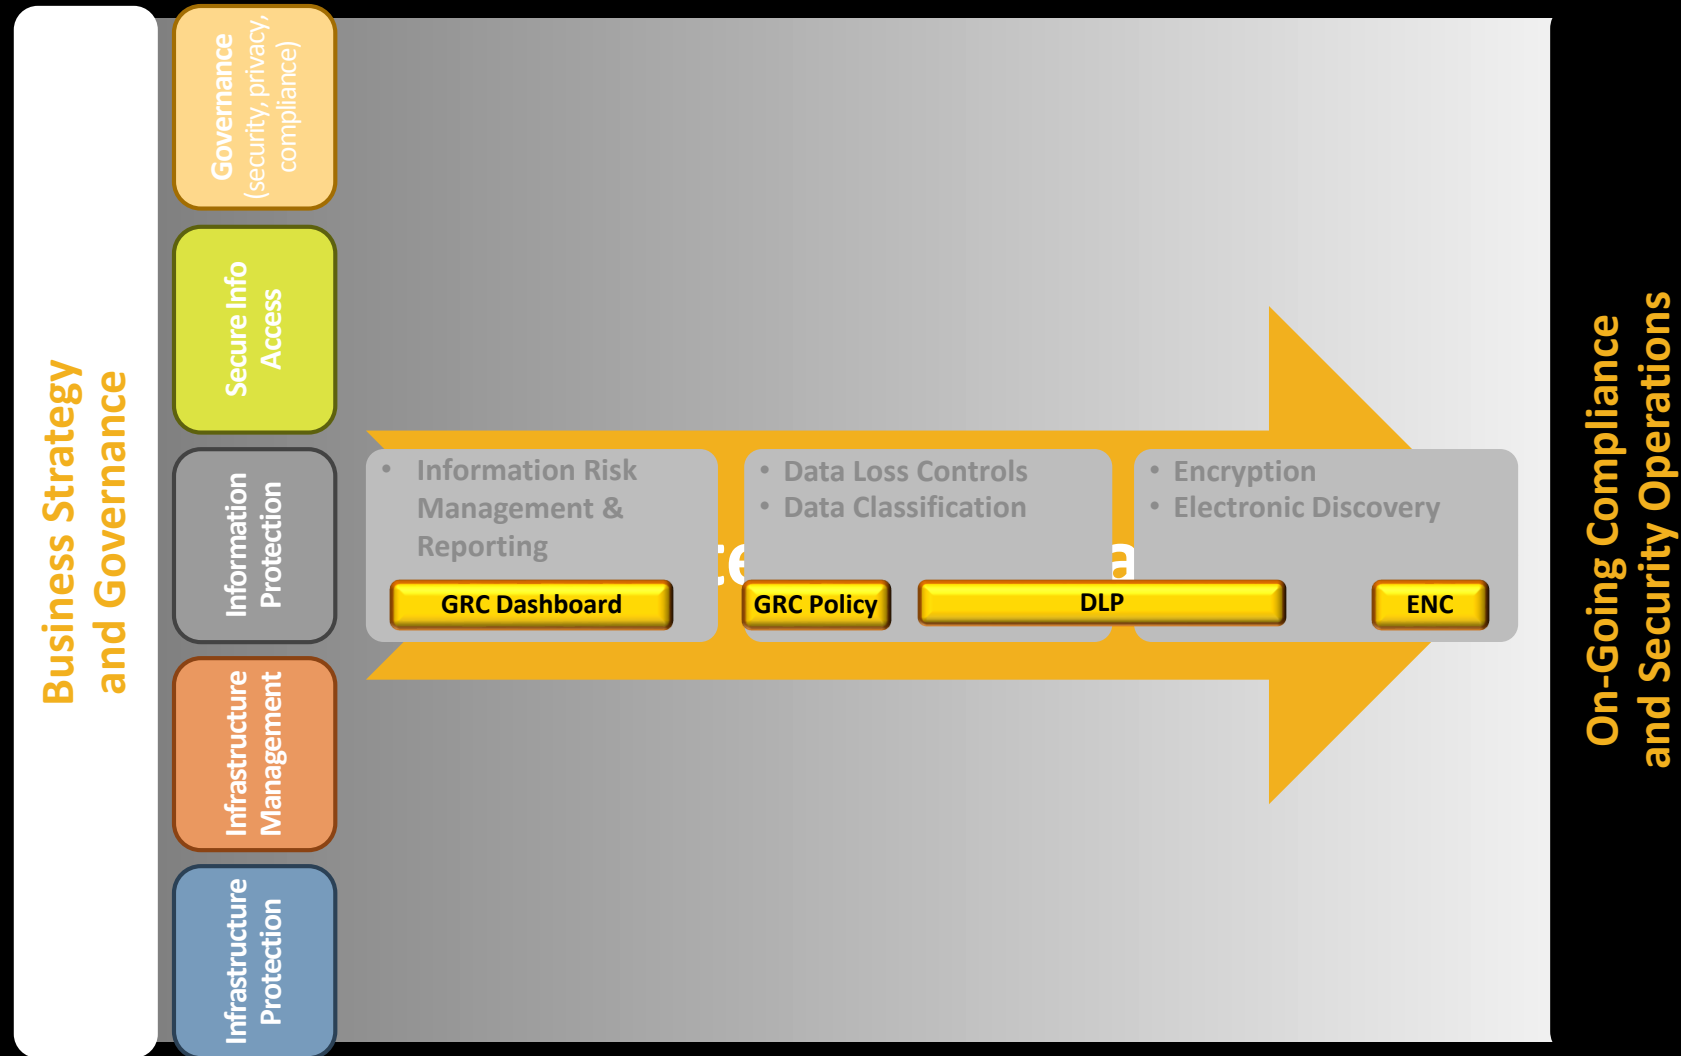 Business Strategy
and Governance
Governance
(security, privacy,
compliance)
Secure Info
Access
Information
Protection
Infrastructure
Management
Infrastructure
Protection
• Information Risk
Management &
Reporting
• Data Loss Controls
• Data Classification
• Encryption
• Electronic Discovery
GRC Dashboard
GRC Policy
DLP
ENC
On-Going Compliance
and Security Operations